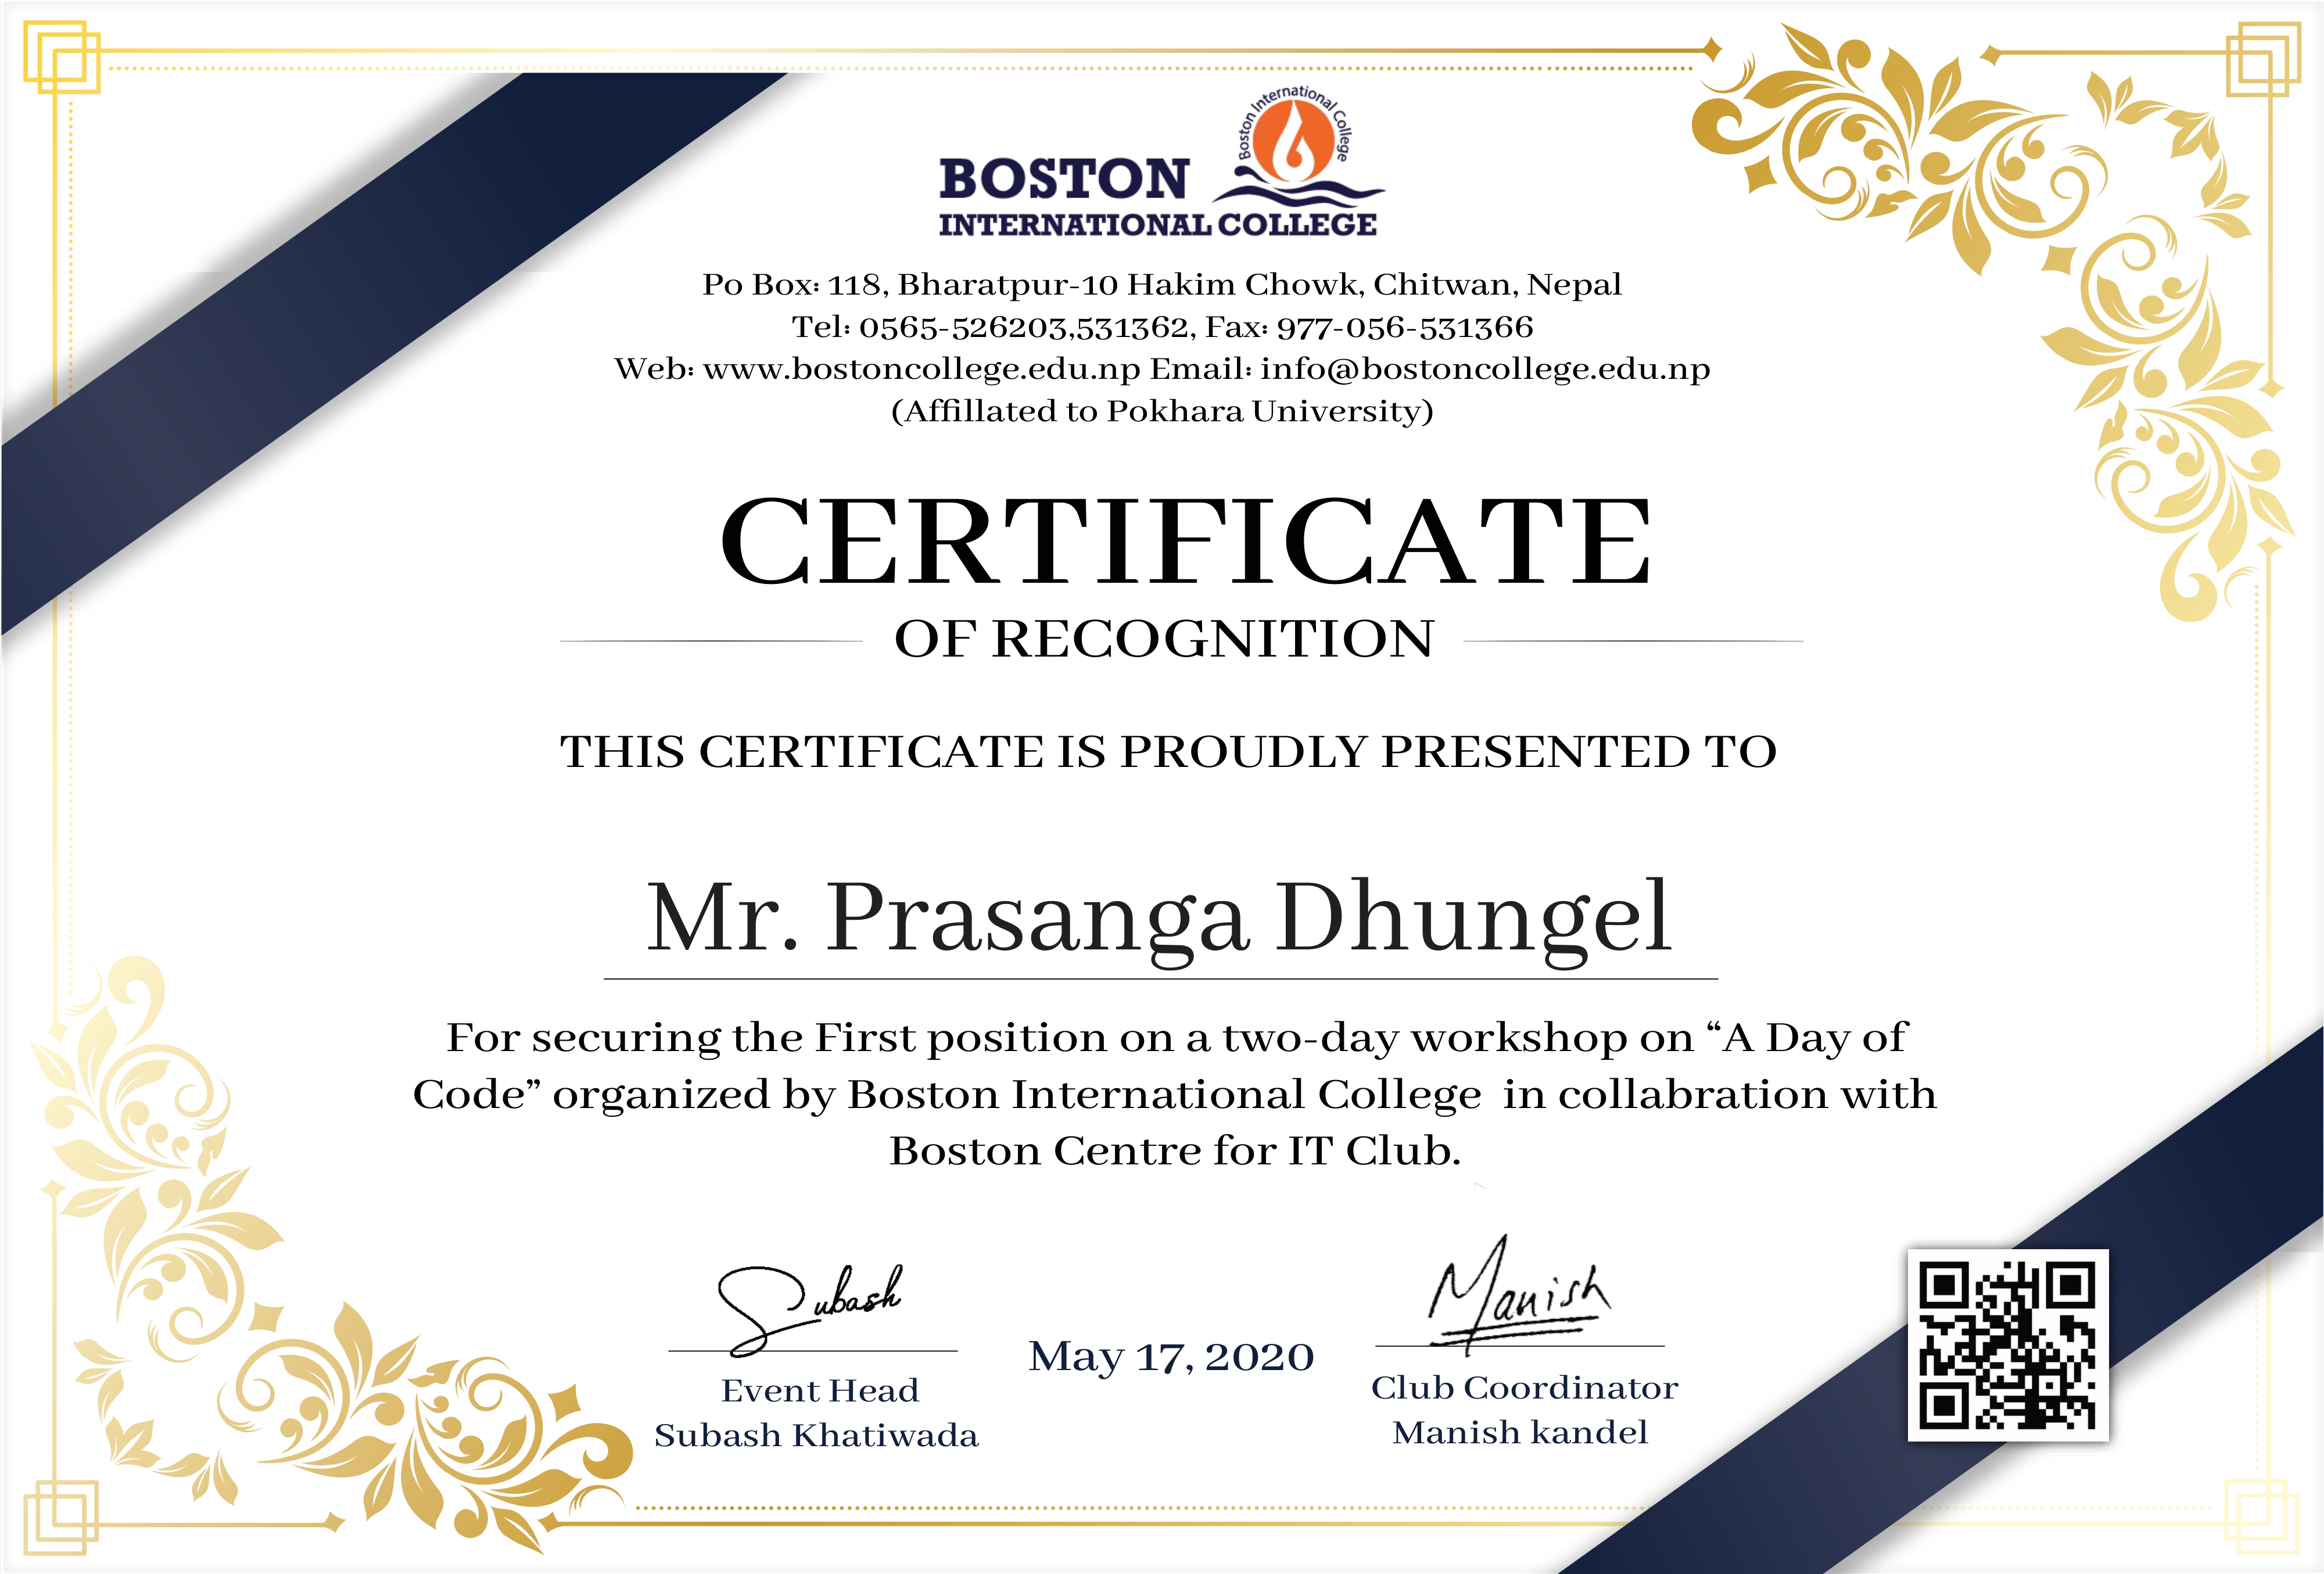 Boston International College
BOSTON
INTERNATIONAL COLLEGE
Po Box: 118, Bharatpur-10 Hakim Chowk, Chitwan, Nepal
Tel: 0565-526203,531362, Fax: 977-056-531366
Web: www.bostoncollege.edu.np Email: info@bostoncollege.edu.np
(Affillated to Pokhara University)
CERTIFICATE
OF RECOGNITION
THIS CERTIFICATE IS PROUDLY PRESENTED TO
Mr. Prasanga Dhungel
For securing the First position on a two-day workshop on “A Day of
Code” organized by Boston International College in collabration with
Boston Centre for IT Club.
Subash
Manish
May 17, 2020
Event Head
Subash Khatiwada
Club Coordinator
Manish kandel